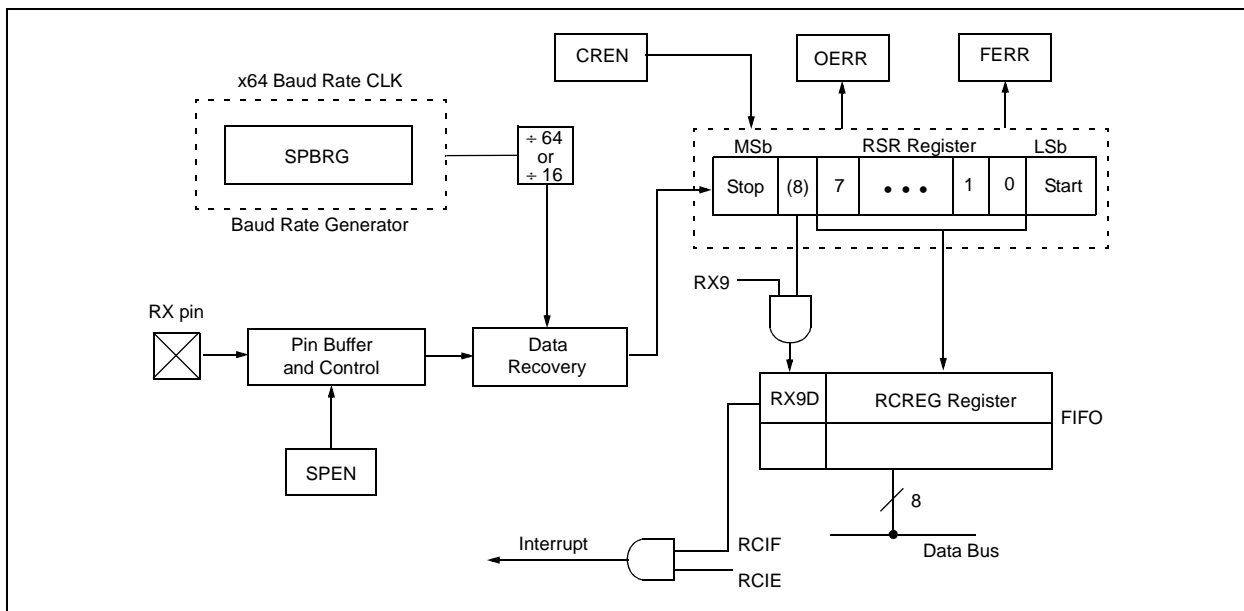 CREN
OERR
FERR
x64 Baud Rate CLK
SPBRG
÷ 64
or
÷ 16
Baud Rate Generator
MSb
RSR Register
LSb
Stop
(8)
7
• • •
1
0
Start
RX9
RX pin
Pin Buffer
and Control
Data
Recovery
SPEN
RX9D
RCREG Register
FIFO
8
Data Bus
Interrupt
RCIF
RCIE